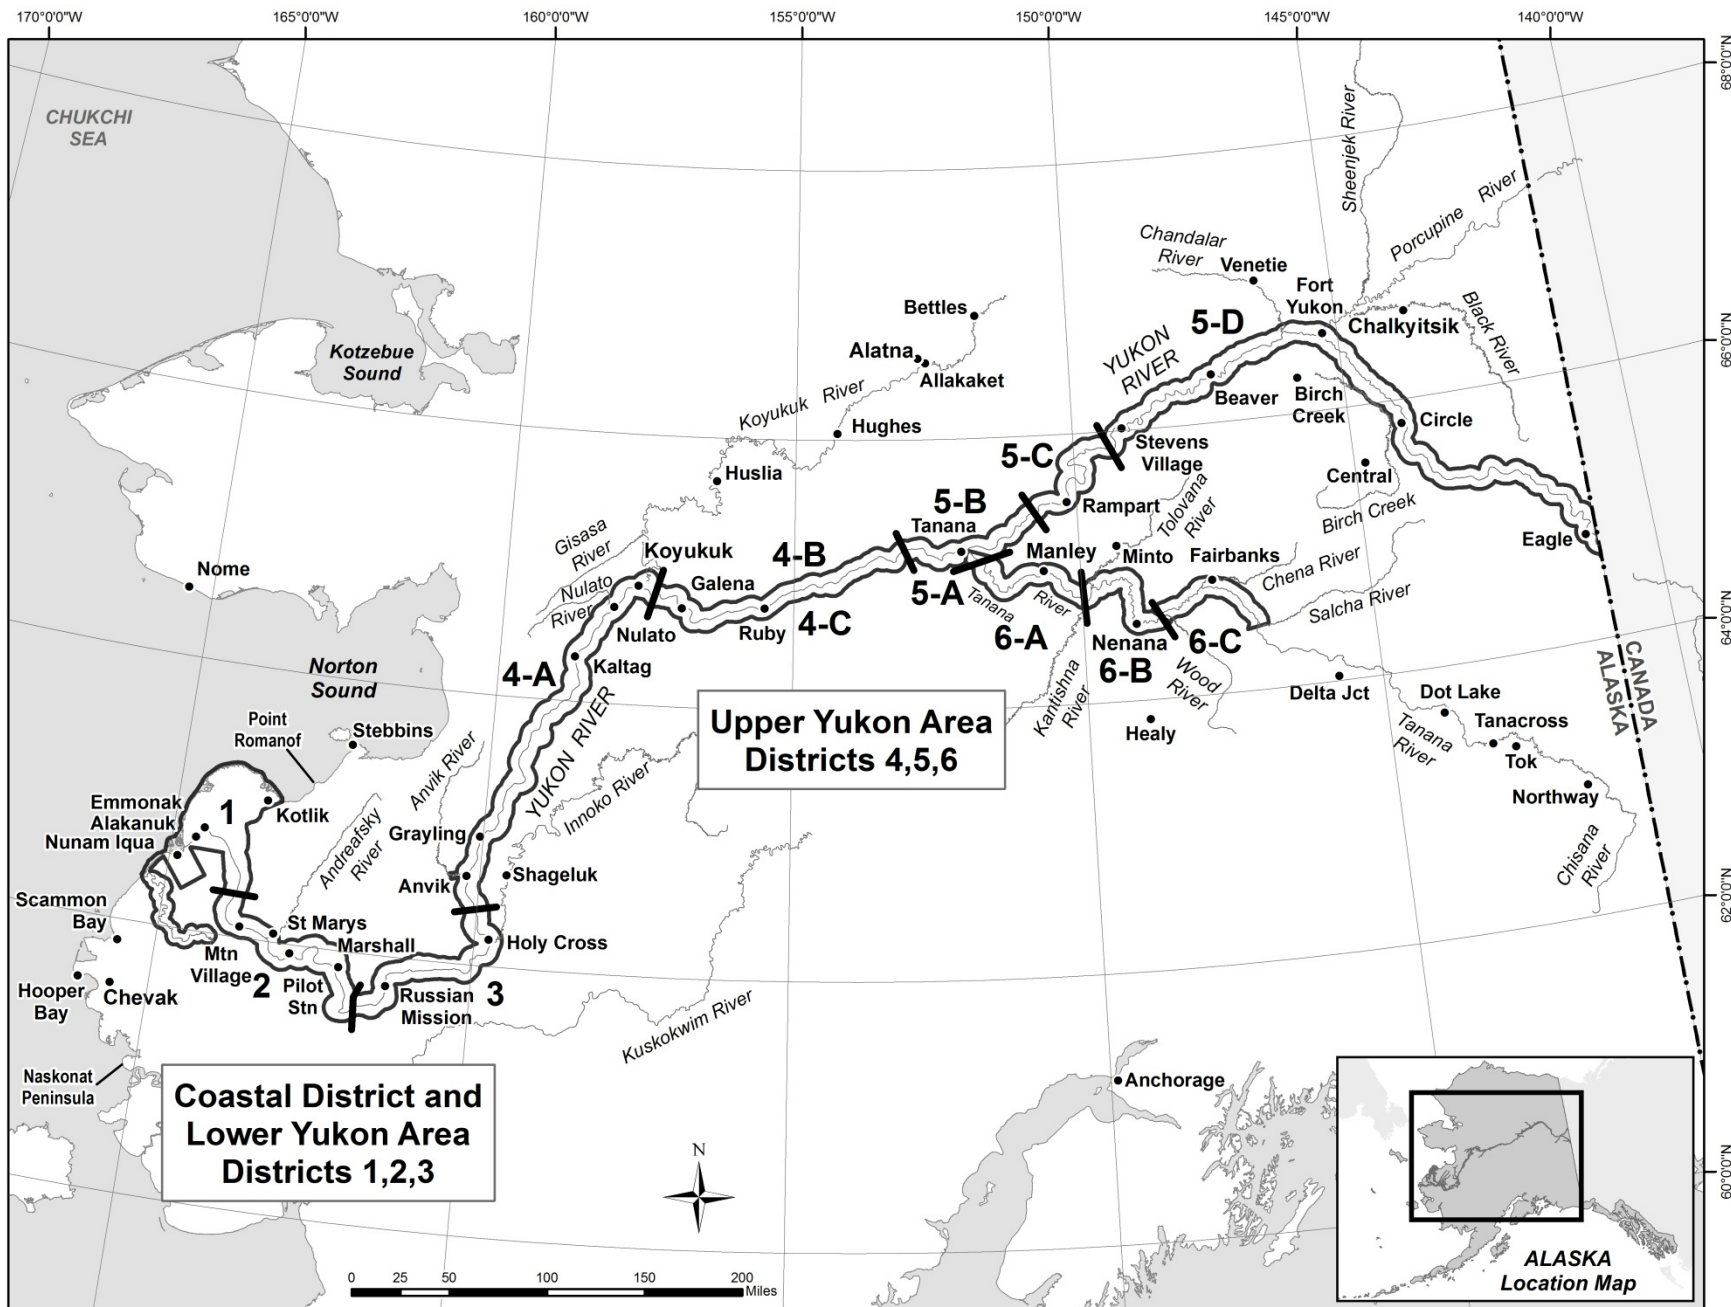 170°0'0"W
165°0'0"W
160°0'0"W
155°0'0"W
150°0'0"W
145°0'0"W
140°0'0"W
68°0'0"N
66°0'0"N
64°0'0"N
62°0'0"N
60°0'0"N
CHUKCHI
SEA
Kotzebue
Sound
Nome
Norton
Sound
Point
Romanof
Stebbins
Kotlik
Emmonak
Alakanuk
Nunam Iqua
1
Scammon
Bay
Hooper
Bay
Chevak
Naskonat
Peninsula
Mtn
Village
2
St Marys
Marshall
Pilot
Stn
Russian
Mission
3
Holy Cross
Andreafsky
River
Anvik River
Grayling
Anvik
Shageluk
Innoko River
YUKON RIVER
Kuskokwim River
4-A
Kaltag
Nulato
Koyukuk
Gisasa
River
Nulato
River
Galena
Ruby
4-B
4-C
Huslia
Hughes
Koyukuk River
Alatna
Allakaket
Bettles
5-A
5-B
Tanana
5-C
Rampart
Stevens
Village
YUKON
RIVER
5-D
Beaver
Chandalar
River
Venetie
Fort
Yukon
Sheenjek River
Porcupine River
Chalkyitsik
Black River
Birch
Creek
Circle
Central
Birch Creek
Eagle
Tolovana
River
Manley
Minto
Fairbanks
Chena River
Salcha River
Tanana
River
6-A
Nenana
6-B
6-C
Kantishna
River
Wood
River
Healy
Delta Jct
Dot Lake
Tanacross
Tok
Tanana
River
Northway
Chisana
River
CANADA
ALASKA
Anchorage
Upper Yukon Area
Districts 4,5,6
Coastal District and
Lower Yukon Area
Districts 1,2,3
N
0 25 50 100 150 200
Miles
ALASKA
Location Map